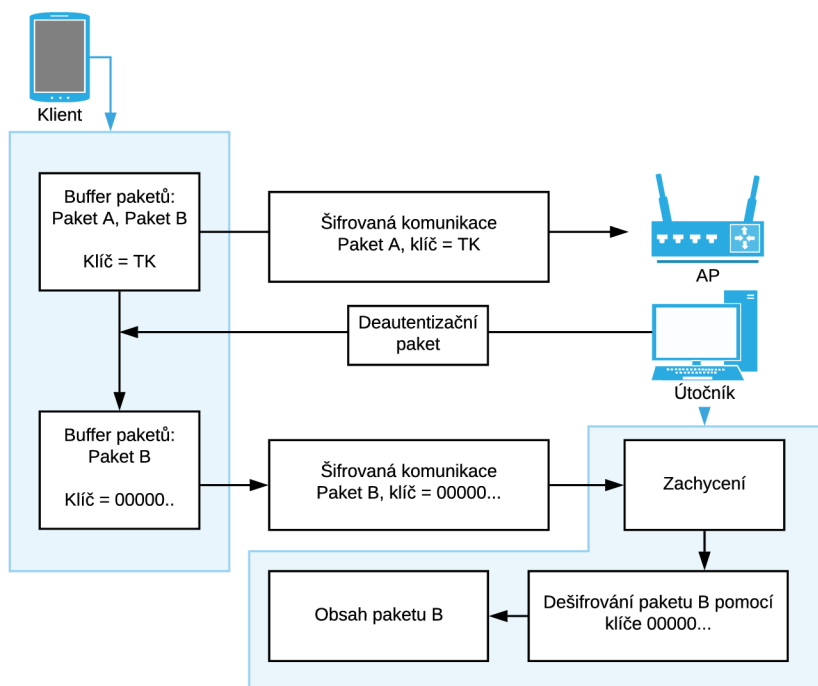 Klient
Buffer paketů:
Paket A, Paket B
Klíč = TK
Šifrovaná komunikace
Paket A, klíč = TK
AP
Deautentizační
paket
Útočník
Buffer paketů:
Paket B
Klíč = 00000..
Šifrovaná komunikace
Paket B, klíč = 00000...
Zachycení
Obsah paketu B
Dešifrování paketu B pomocí
klíče 00000...